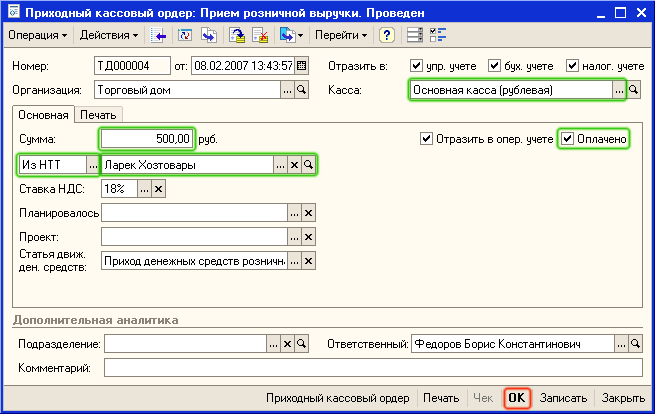 Приходный кассовый ордер: Прием розничной выручки. Проведен
Операция Действия Перейти
Номер: ТД000004 от: 08.02.2007 13:43:57 Отразить в: упр. учете бух. учете налог. учете
Организация: Торговый дом Касса: Основная касса (рублевая)
Основная Печать
Сумма: 500,00 руб. Отразить в опер. учете Оплачено
Из НТТ Ларек Хозтовары
Ставка НДС: 18%
Планировалось
Проект:
Статья движ.
ден. средств: Приход денежных средств рознична
Дополнительная аналитика
Подразделение: Ответственный: Федоров Борис Константинович
Комментарий:
Приходный кассовый ордер Печать Чек OK Записать Закрыть